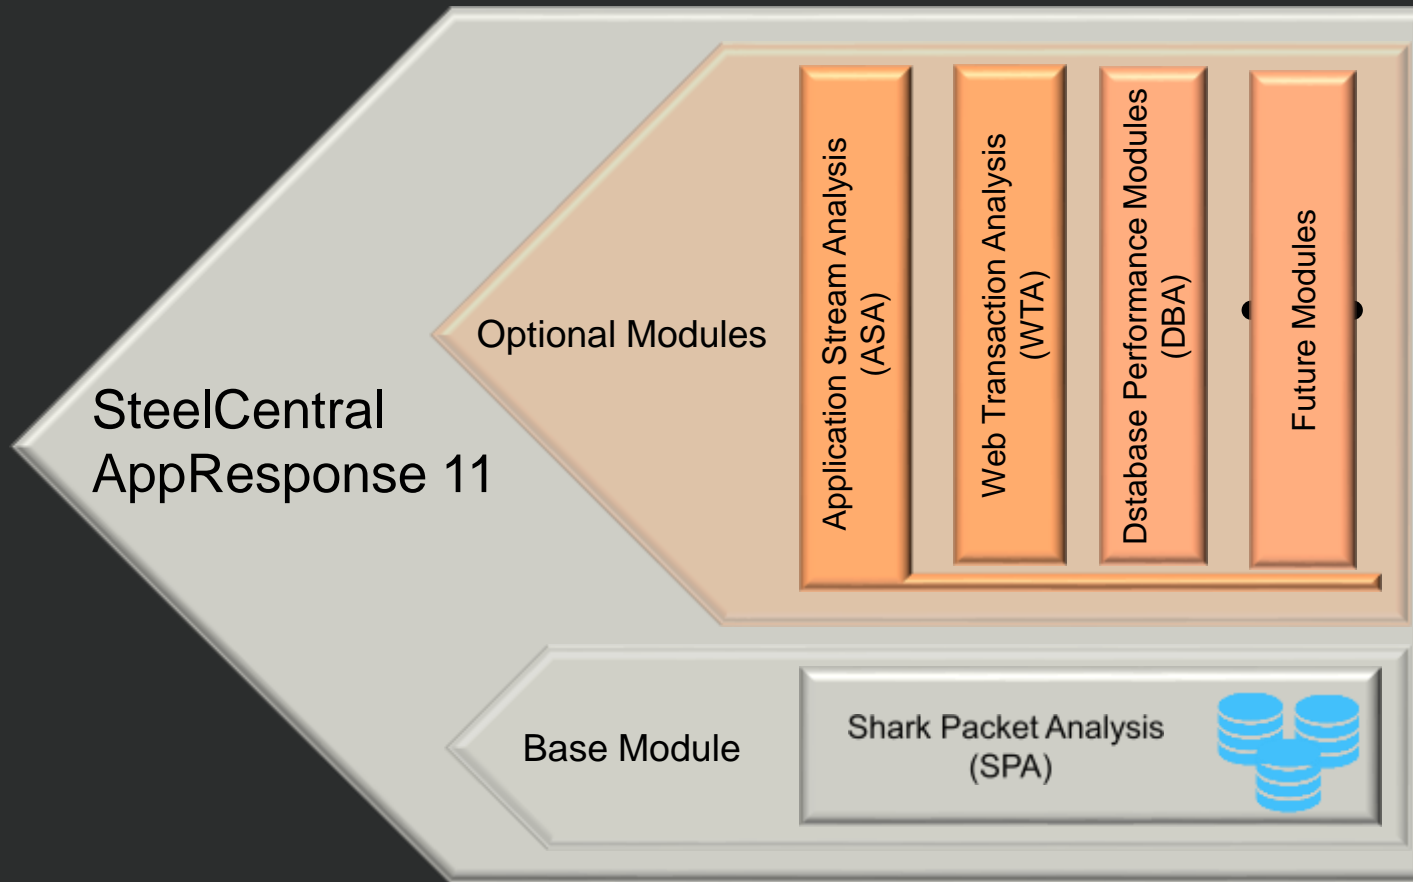 SteelCentral
AppResponse 11
Optional Modules
Application Stream Analysis
(ASA)
Web Transaction Analysis
(WTA)
Dstabase Performance Modules
(DBA)
Future Modules
Base Module
Shark Packet Analysis
(SPA)